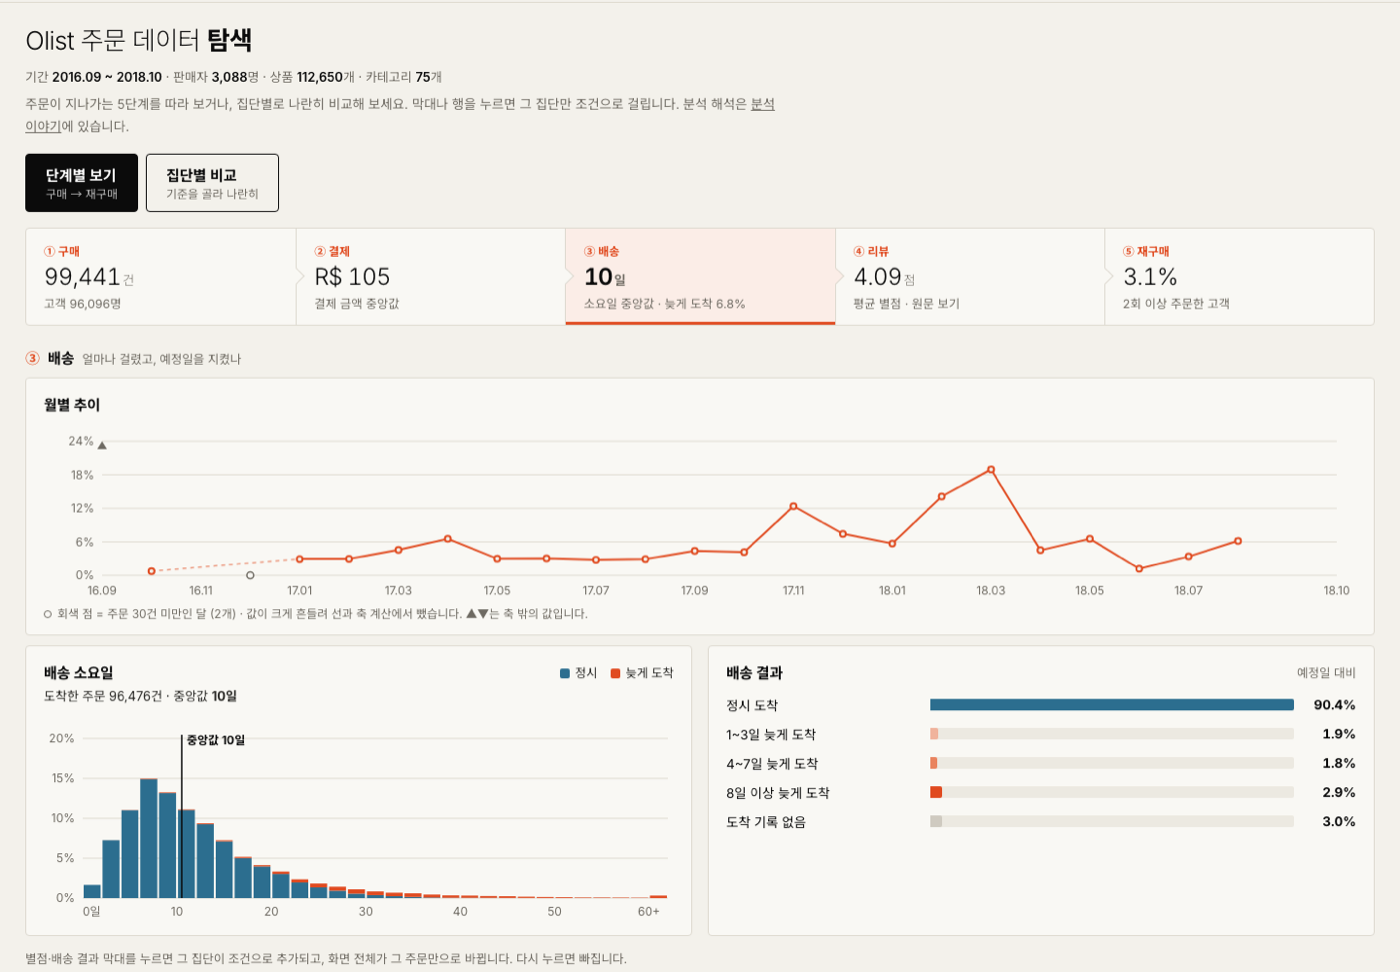 Olist 주문 데이터 탐색
기간 2016.09 ~ 2018.10 · 판매자 3,088명 · 상품 112,650개 · 카테고리 75개
주문이 지나가는 5단계를 따라 보거나, 집단별로 나란히 비교해 보세요. 막대나 행을 누르면 그 집단만 조건으로 걸립니다. 분석 해석은 분석
이야기에 있습니다.
단계별 보기
구매 → 재구매
집단별 비교
기준을 골라 나란히
① 구매
99,441건
고객 96,096명
② 결제
R$ 105
결제 금액 중앙값
③ 배송
10일
소요일 중앙값 · 늦게 도착 6.8%
④ 리뷰
4.09점
평균 별점 · 원문 보기
⑤ 재구매
3.1%
2회 이상 주문한 고객
③ 배송 얼마나 걸렸고, 예정일을 지켰나
월별 추이
24% ▲
18%
12%
6%
0%
16.09 16.11 17.01 17.03 17.05 17.07 17.09 17.11 18.01 18.03 18.05 18.07 18.10
○ 회색 점 = 주문 30건 미만인 달 (2개) · 값이 크게 흔들려 선과 축 계산에서 뺐습니다. ▲▼는 축 밖의 값입니다.
배송 소요일
정시 늦게 도착
도착한 주문 96,476건 · 중앙값 10일
중앙값 10일
20%
15%
10%
5%
0%
0일 10 20 30 40 50 60+
배송 결과 예정일 대비
정시 도착 90.4%
1~3일 늦게 도착 1.9%
4~7일 늦게 도착 1.8%
8일 이상 늦게 도착 2.9%
도착 기록 없음 3.0%
별점·배송 결과 막대를 누르면 그 집단이 조건으로 추가되고, 화면 전체가 그 주문만으로 바뀝니다. 다시 누르면 빠집니다.